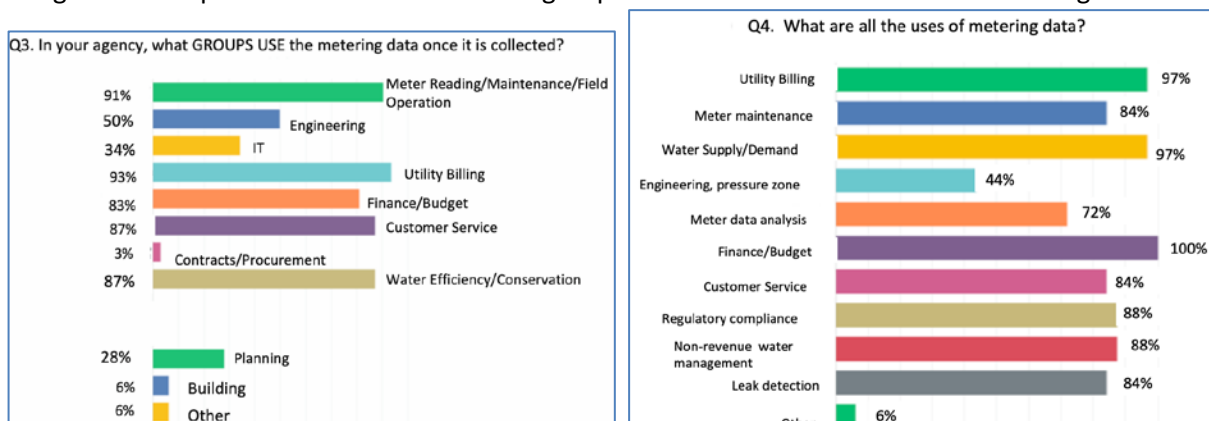 Q3. In your agency, what GROUPS USE the metering data once it is collected?
91% Meter Reading/Maintenance/Field
Operation
50% Engineering
34% IT
93% Utility Billing
83% Finance/Budget
87% Customer Service
3% Contracts/Procurement
87% Water Efficiency/Conservation
28% Planning
6% Building
6% Other
Q4. What are all the uses of metering data?
Utility Billing 97%
Meter maintenance 84%
Water Supply/Demand 97%
Engineering, pressure zone 44%
Meter data analysis 72%
Finance/Budget 100%
Customer Service 84%
Regulatory compliance 88%
Non-revenue water 88%
management
Leak detection 84%
6%